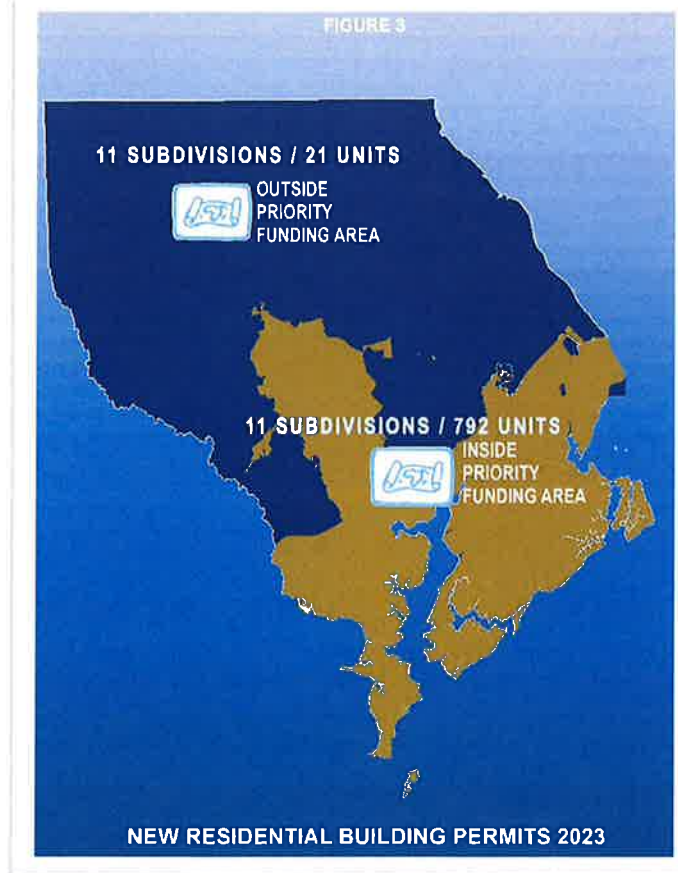 FIGURE 3
11 SUBDIVISIONS / 21 UNITS
OUTSIDE
PRIORITY
FUNDING AREA
11 SUBDIVISIONS / 792 UNITS
INSIDE
PRIORITY
FUNDING AREA
NEW RESIDENTIAL BUILDING PERMITS 2023